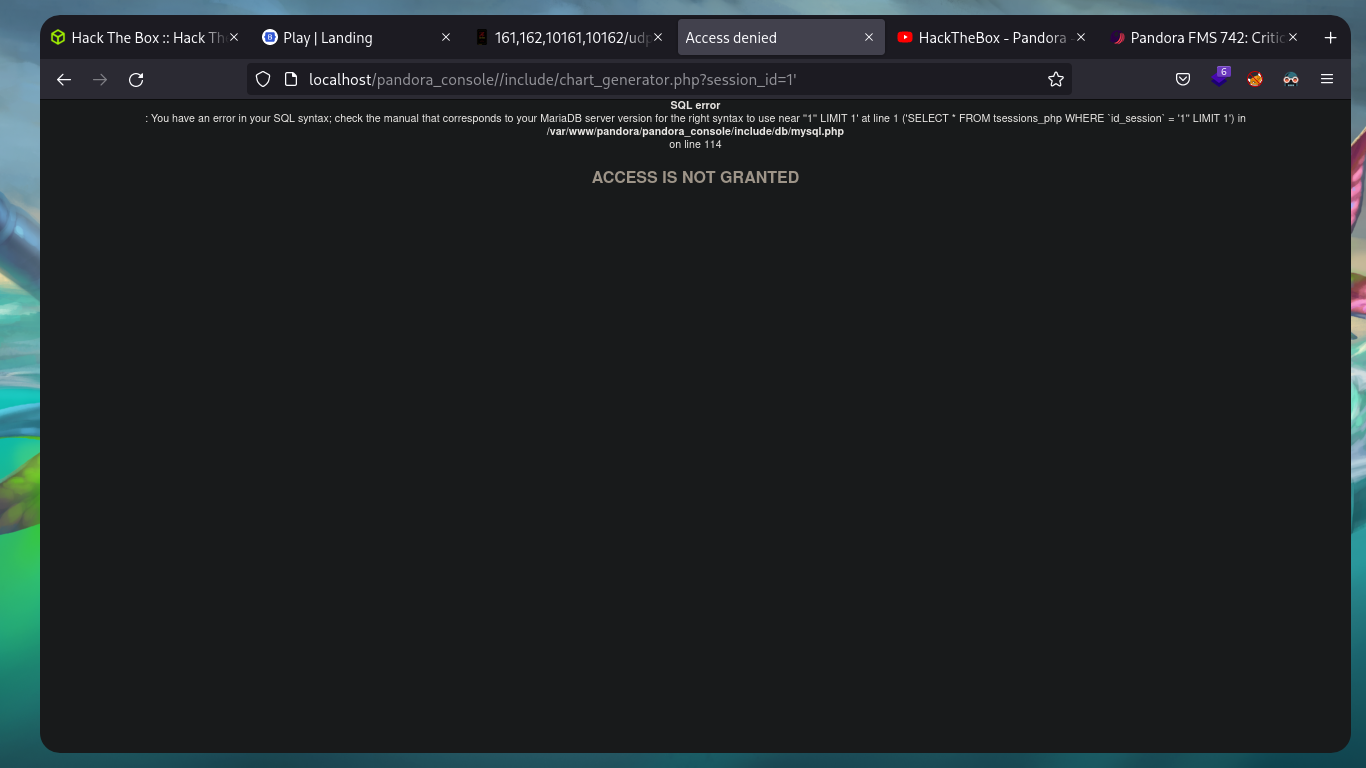 Hack The Box :: Hack Th
Play | Landing
161,162,10161,10162/udp
Access denied
HackTheBox - Pandora -
Pandora FMS 742: Critic
localhost/pandora_console//include/chart_generator.php?session_id=1'
6
SQL error
: You have an error in your SQL syntax; check the manual that corresponds to your MariaDB server version for the right syntax to use near ''1'' LIMIT 1' at line 1 ('SELECT * FROM tsessions_php WHERE `id_session` = '1'' LIMIT 1') in
/var/www/pandora/pandora_console/include/db/mysql.php
on line 114
ACCESS IS NOT GRANTED